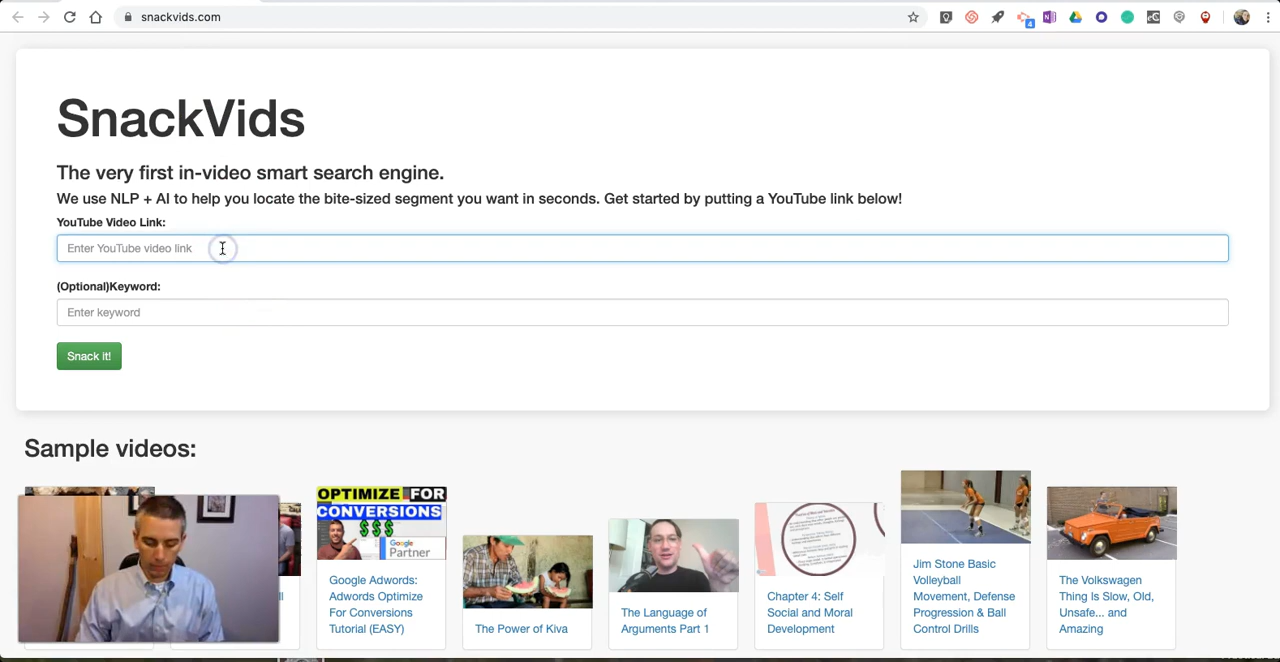 snackvids.com
4
SnackVids
The very first in-video smart search engine.
We use NLP + AI to help you locate the bite-sized segment you want in seconds. Get started by putting a YouTube link below!
YouTube Video Link:
Enter YouTube video link
(Optional)Keyword:
Enter keyword
Snack it!
Sample videos:
OPTIMIZE FOR
CONVERSIONS
$$$
Google
Partner
Google Adwords:
Adwords Optimize
For Conversions
Tutorial (EASY)
The Power of Kiva
The Language of
Arguments Part 1
Chapter 4: Self
Social and Moral
Development
Jim Stone Basic
Volleyball
Movement, Defense
Progression & Ball
Control Drills
The Volkswagen
Thing Is Slow, Old,
Unsafe... and
Amazing